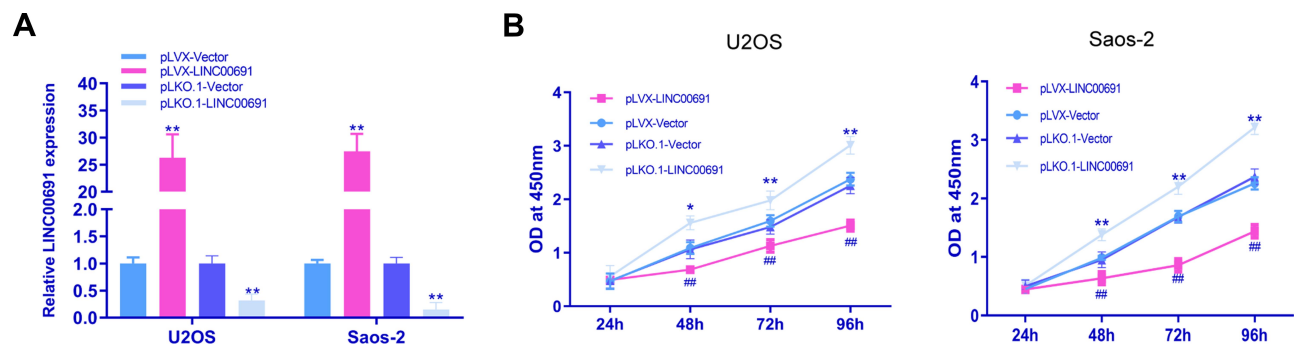 A
pLVX-Vector
pLVX-LINC00691
pLKO.1-Vector
pLKO.1-LINC00691
Relative LINC00691 expression
40
35
30
25
20
2.0
1.5
1.0
0.5
0.0
**
**
**
**
U2OS
Saos-2
B
U2OS
pLVX-LINC00691
pLVX-Vector
pLKO.1-Vector
pLKO.1-LINC00691
OD at 450nm
4
3
2
1
0
*
**
**
##
##
##
24h
48h
72h
96h
Saos-2
pLVX-LINC00691
pLVX-Vector
pLKO.1-Vector
pLKO.1-LINC00691
OD at 450nm
4
3
2
1
0
**
**
**
##
##
##
24h
48h
72h
96h